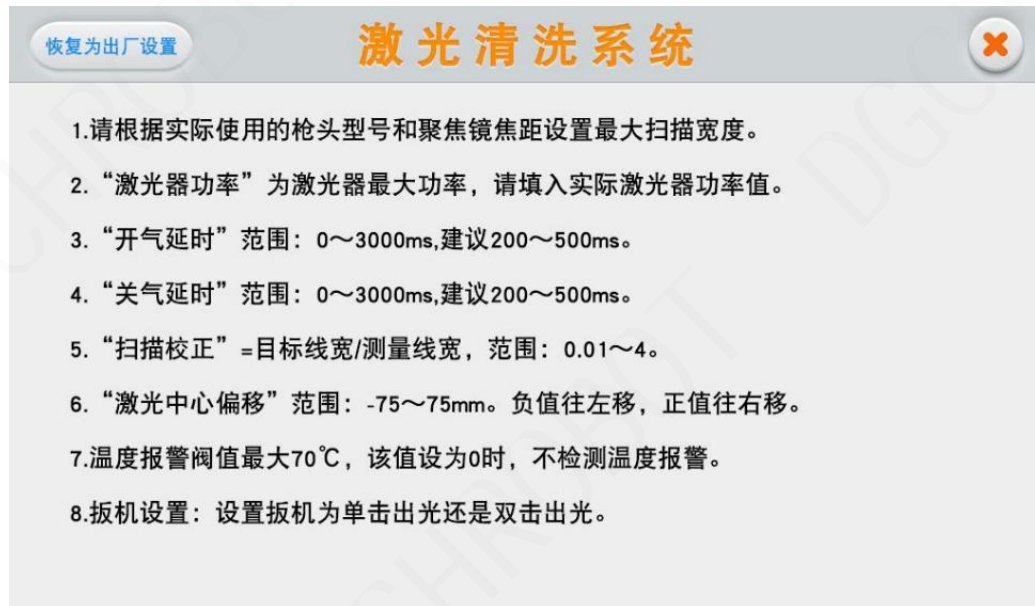 恢复为出厂设置
激光清洗系统
1.请根据实际使用的枪头型号和聚焦镜焦距设置最大扫描宽度。
2.“激光器功率”为激光器最大功率，请填入实际激光器功率值。
3.“开气延时”范围：0～3000ms,建议200～500ms。
4.“关气延时”范围：0～3000ms,建议200～500ms。
5.“扫描校正”=目标线宽/测量线宽，范围：0.01～4。
6.“激光中心偏移”范围：-75～75mm。负值往左移，正值往右移。
7.温度报警阀值最大70℃，该值设为0时，不检测温度报警。
8.扳机设置：设置扳机为单击出光还是双击出光。